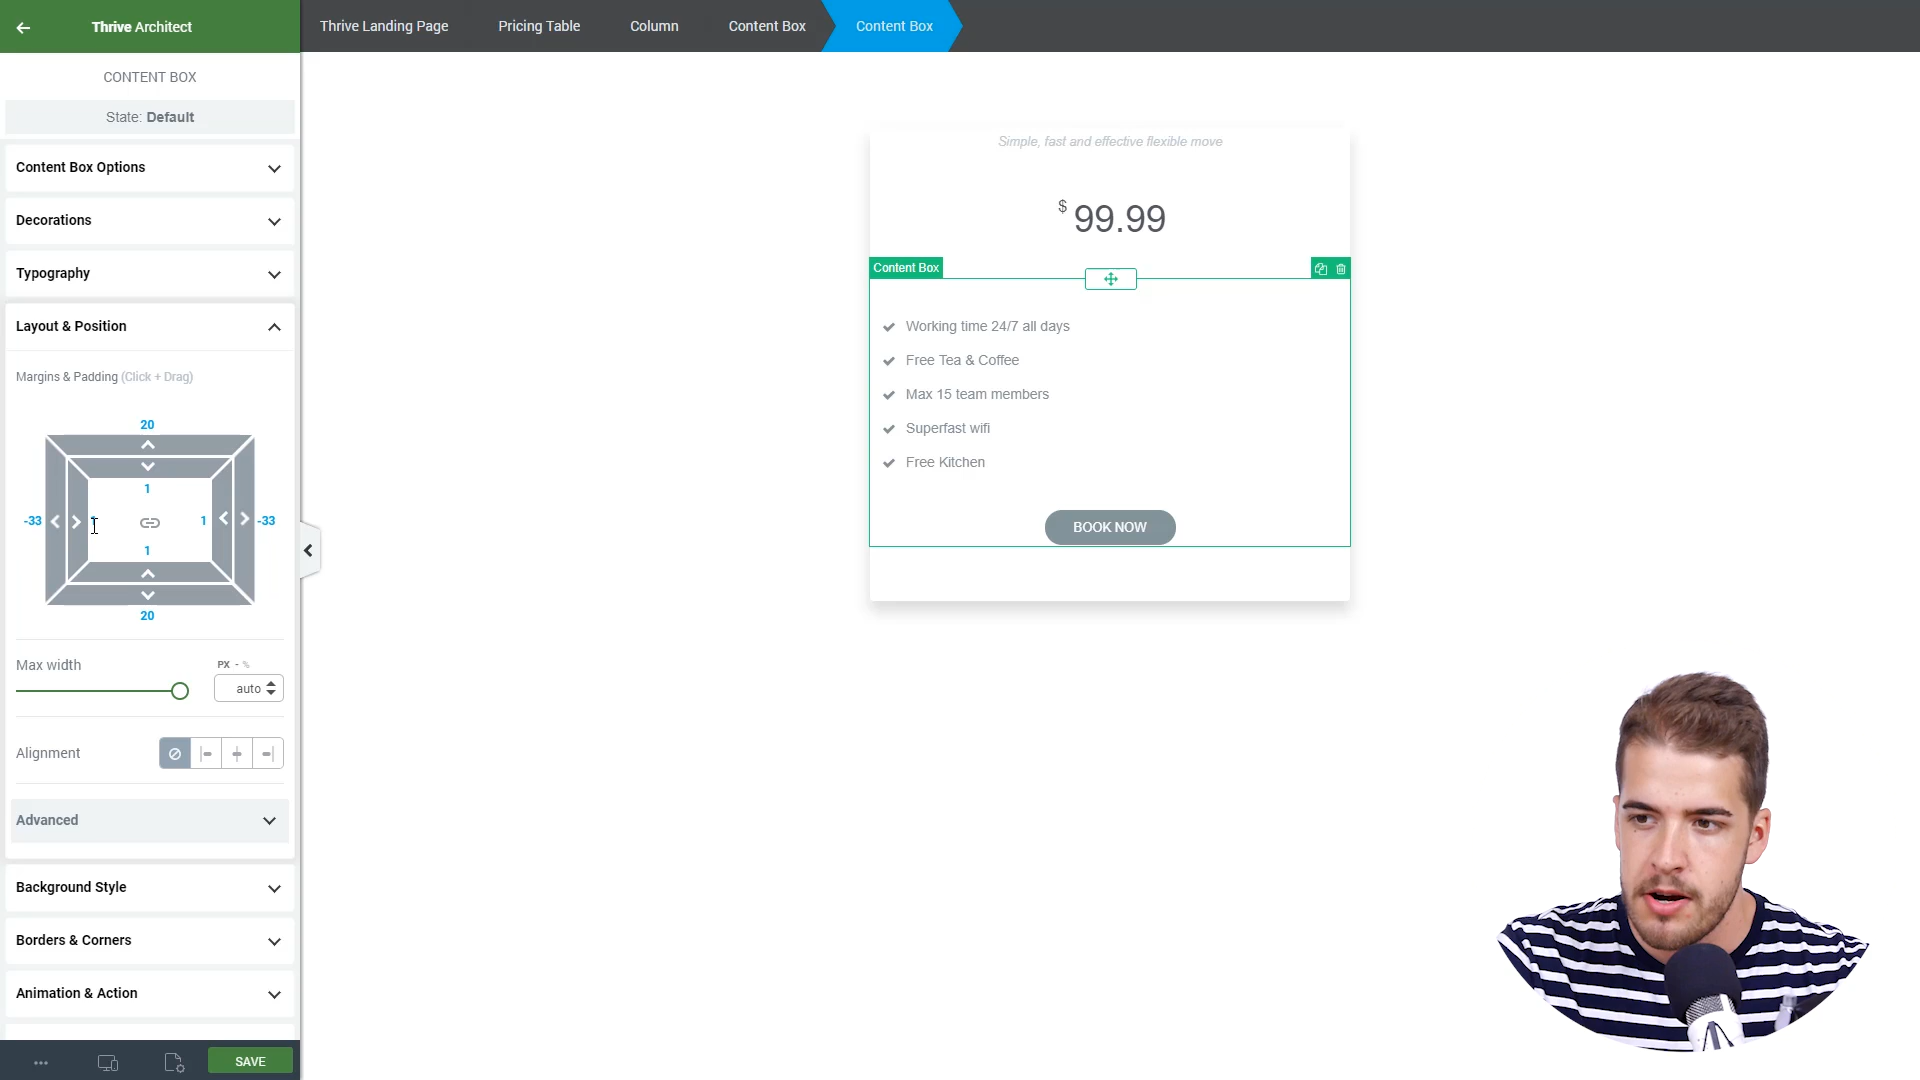 Thrive Architect
Thrive Landing Page
Pricing Table
Column
Content Box
Content Box
CONTENT BOX
State: Default
Content Box Options
Decorations
Typography
Layout & Position
Margins & Padding (Click + Drag)
20
1
-33
1
-33
1
20
Max width
PX - %
auto
Alignment
Advanced
Background Style
Borders & Corners
Animation & Action
SAVE
Simple, fast and effective flexible move
$ 99.99
Content Box
Working time 24/7 all days
Free Tea & Coffee
Max 15 team members
Superfast wifi
Free Kitchen
BOOK NOW